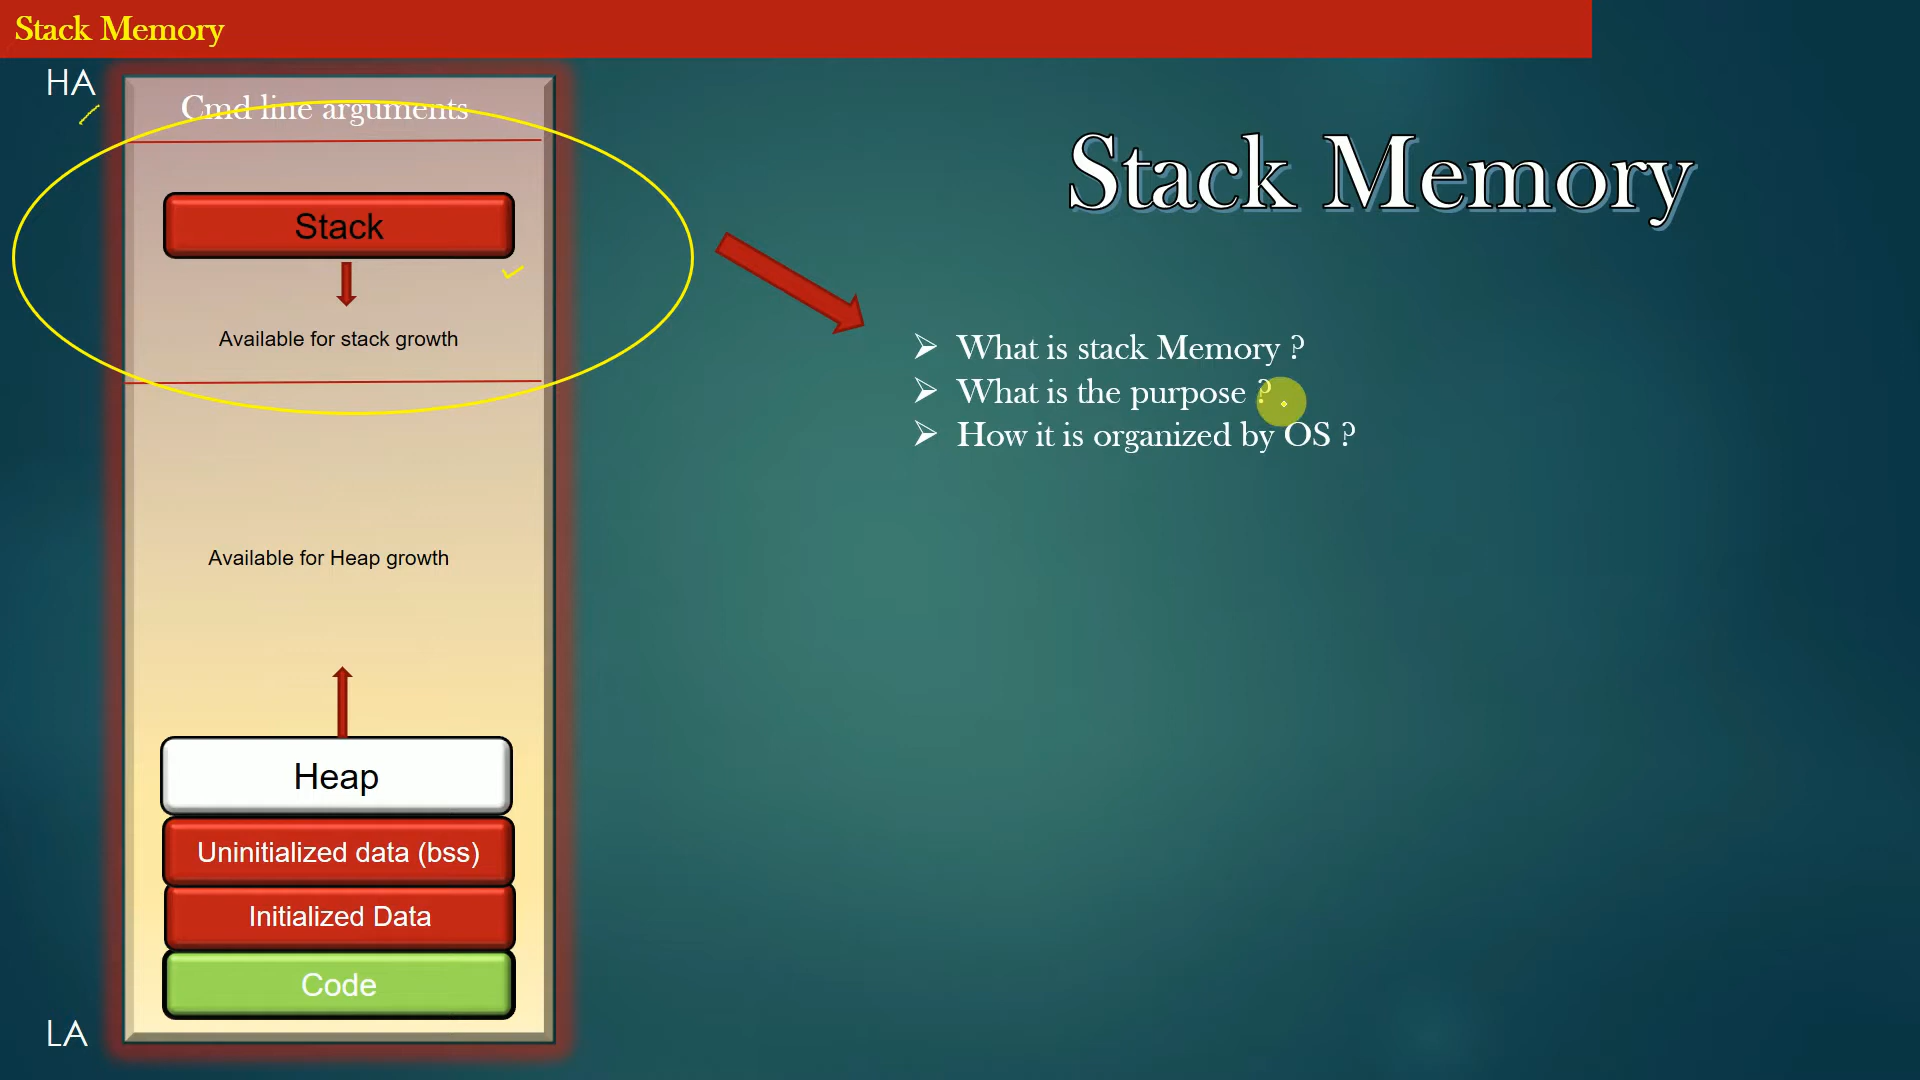 Stack Memory
HA
Cmd line arguments
Stack
Available for stack growth
Available for Heap growth
Heap
Uninitialized data (bss)
Initialized Data
Code
LA
Stack Memory
What is stack Memory ?
What is the purpose ?
How it is organized by OS ?